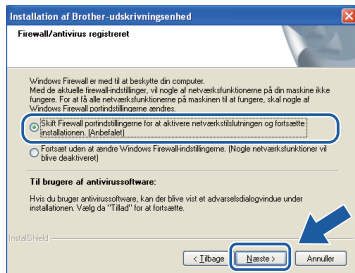 Installation af Brother-udskrivningsenhed
Firewall/antivirus registreret
Windows Firewall er med til at beskytte din computer.
Med de aktuelle firewall-indstillinger, vil nogle af netværksfunktionerne på din maskine ikke
fungere. For at få alle netværksfunktionerne på maskinen til at fungere, skal nogle af
Windows Firewall portindstillingerne ændres.
Skift Firewall portindstillingerne for at aktivere netværkstilslutningen og fortsætte
installationen. (Anbefalet)
Fortsæt uden at ændre Windows Firewall-indstillingerne. (Nogle netværksfunktioner vil
blive deaktiveret)
Til brugere af antivirussoftware:
Hvis du bruger antivirussoftware, kan der blive vist et advarselsdialogvindue under
installationen. Vælg da "Tillad" for at fortsætte.
InstallShield
< Tilbage
Næste >
Annuller